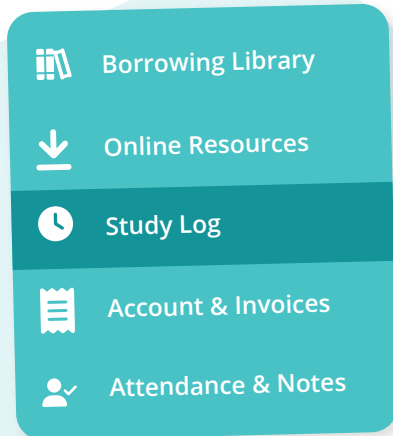 Borrowing Library
Online Resources
Study Log
Account & Invoices
Attendance & Notes